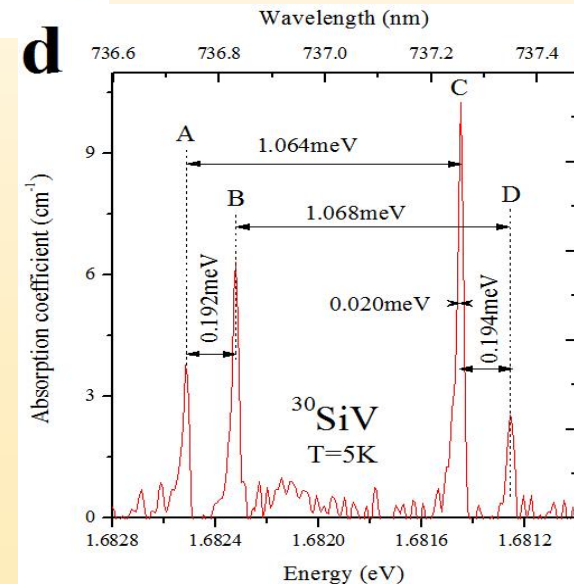 Wavelength (nm)
736.6 736.8 737.0 737.2 737.4
d
C
A
1.064meV
B
D
1.068meV
0.192meV
0.020meV
0.194meV
³⁰SiV
T=5K
Absorption coefficient (cm⁻¹)
9
6
3
0
1.6828 1.6824 1.6820 1.6816 1.6812
Energy (eV)